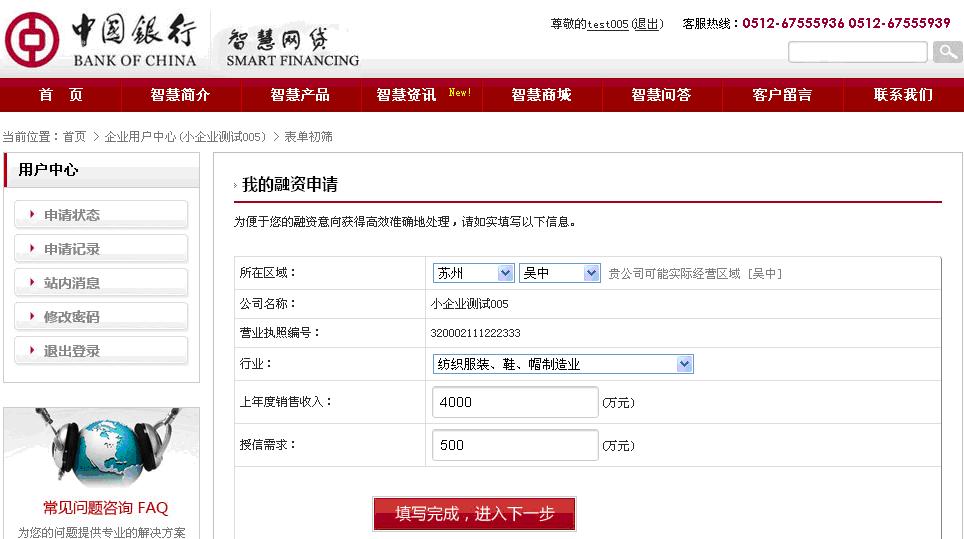 中国银行 智慧网贷
BANK OF CHINA SMART FINANCING
尊敬的test005(退出) 客服热线：0512-67555936 0512-67555939
首 页 智慧简介 智慧产品 智慧资讯 New! 智慧商城 智慧问答 客户留言 联系我们
当前位置：首页 > 企业用户中心(小企业测试005) > 表单初筛
用户中心
申请状态
申请记录
站内消息
修改密码
退出登录
常见问题咨询 FAQ
为您的问题提供专业的解决方案
我的融资申请
为便于您的融资意向获得高效准确地处理，请如实填写以下信息。
所在区域： 苏州 吴中 贵公司可能实际经营区域 [吴中]
公司名称： 小企业测试005
营业执照编号： 320002111222333
行业： 纺织服装、鞋、帽制造业
上年度销售收入： 4000 (万元)
授信需求： 500 (万元)
填写完成，进入下一步